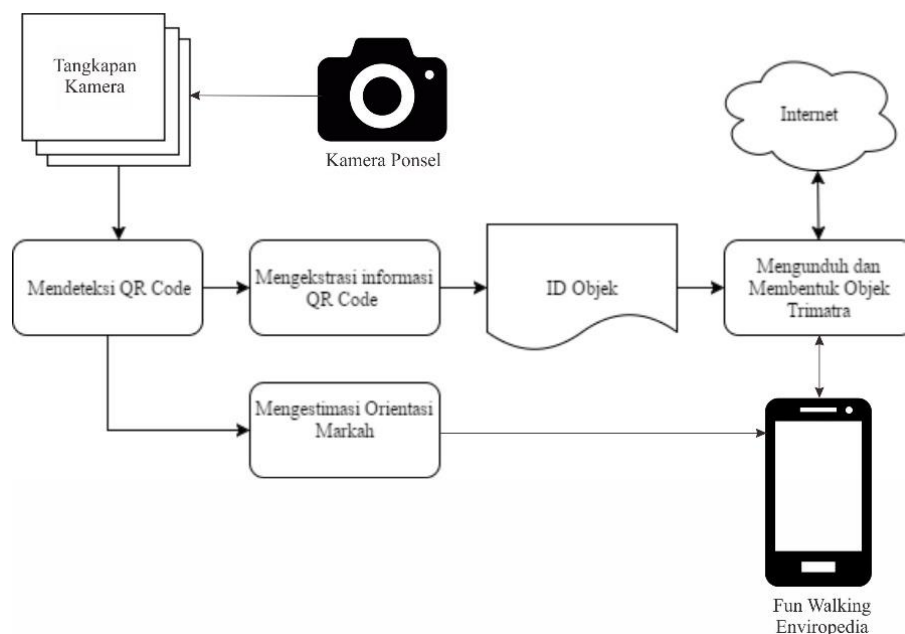 Tangkapan
Kamera
Kamera Ponsel
Internet
Mendeteksi QR Code
Mengekstrasi informasi
QR Code
ID Objek
Mengunduh dan
Membentuk Objek
Trimatra
Mengestimasi Orientasi
Markah
Fun Walking
Enviropedia